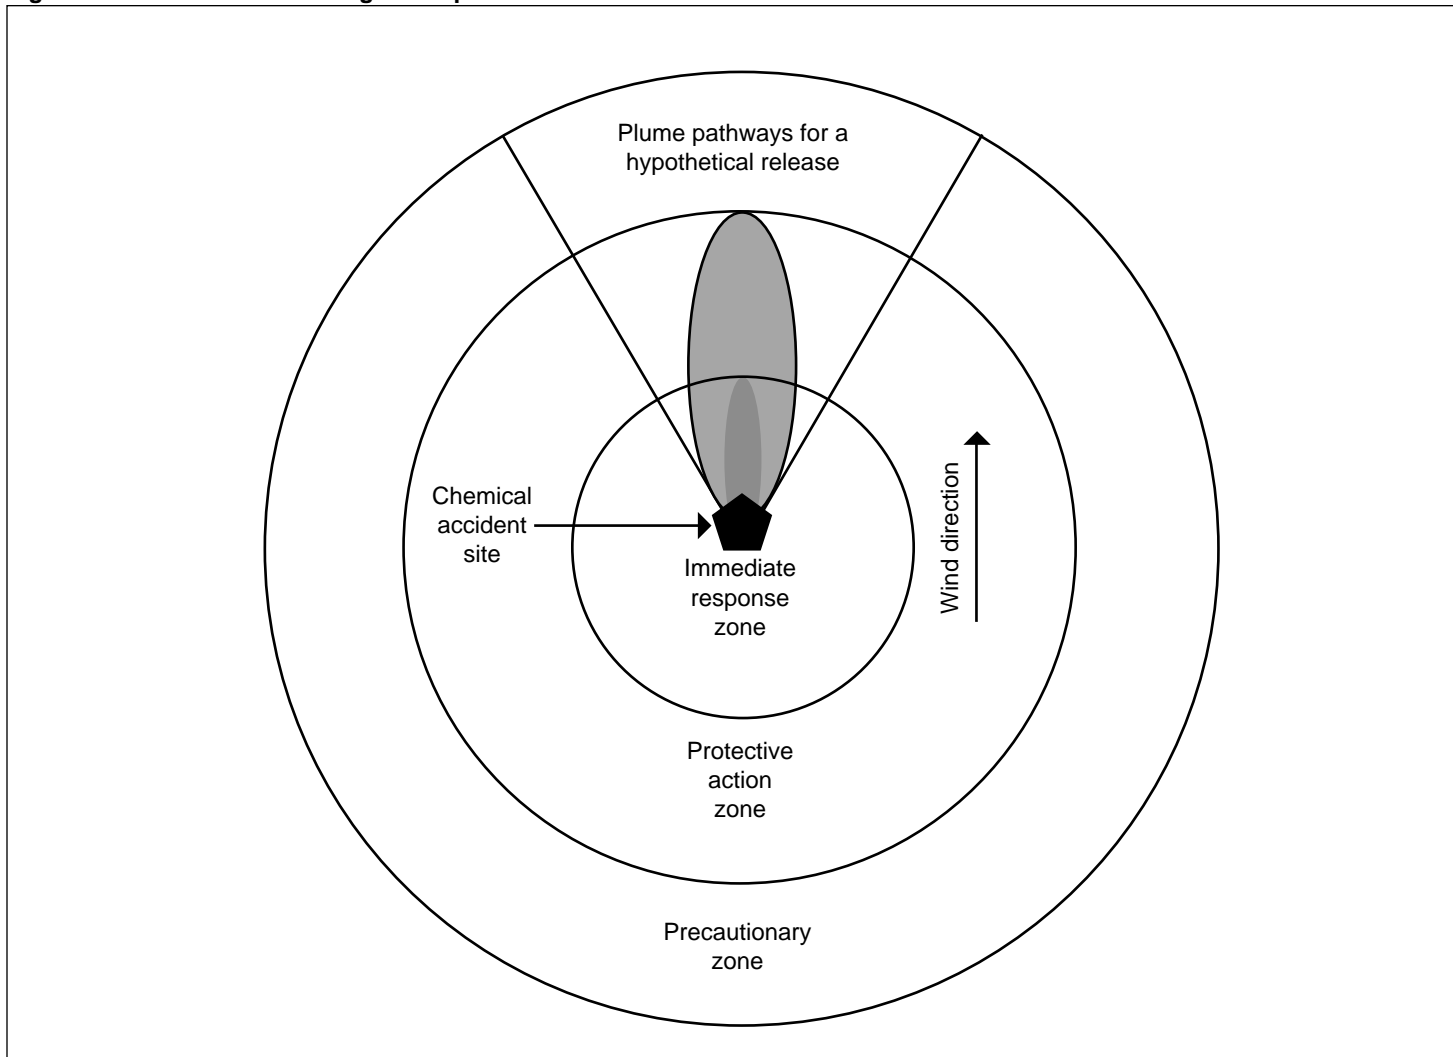 Plume pathways for a
hypothetical release
Chemical
accident
site
Wind direction
Immediate
response
zone
Protective
action
zone
Precautionary
zone